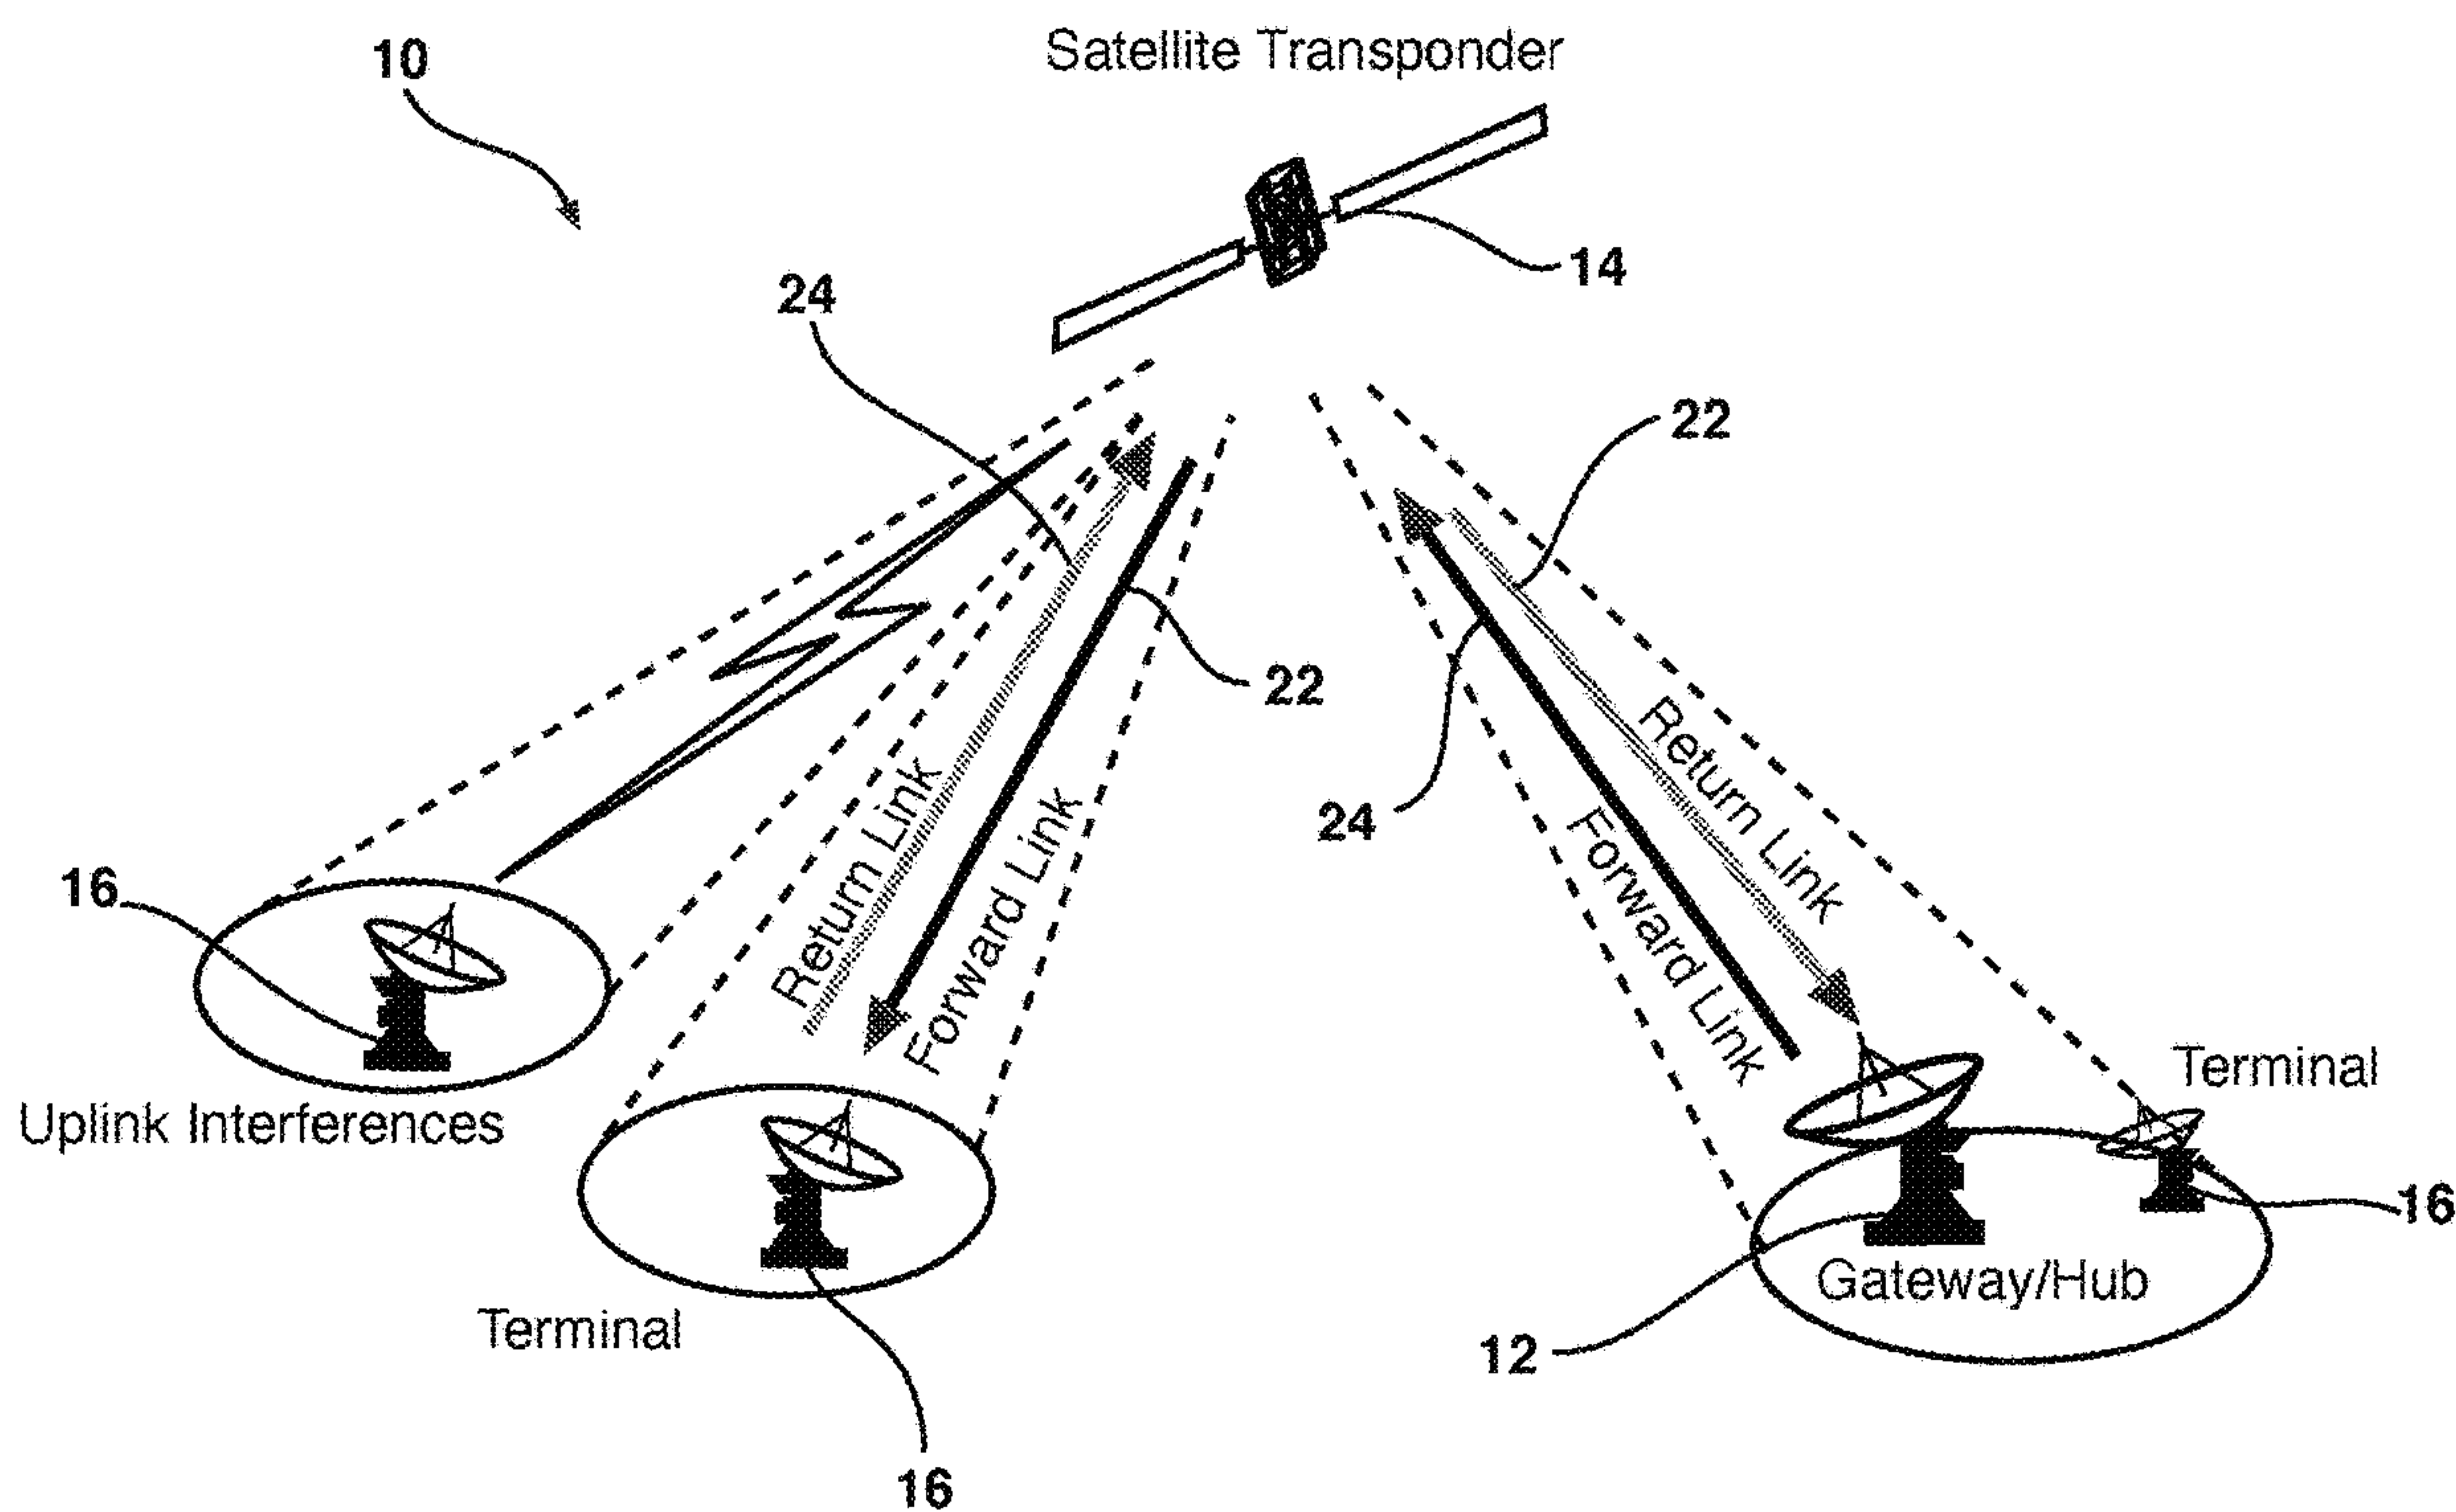 10
Satellite Transponder
14
24
22
22
24
Return Link
Forward Link
Forward Link
Return Link
16
Uplink Interferences
Terminal
16
Terminal
16
Gateway/Hub
12